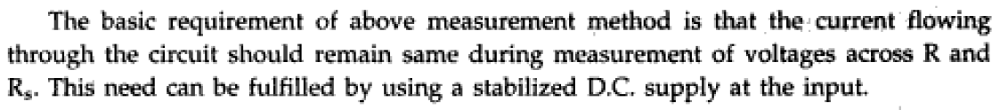 The basic requirement of above measurement method is that the current flowing
through the circuit should remain same during measurement of voltages across R and
Rₛ. This need can be fulfilled by using a stabilized D.C. supply at the input.